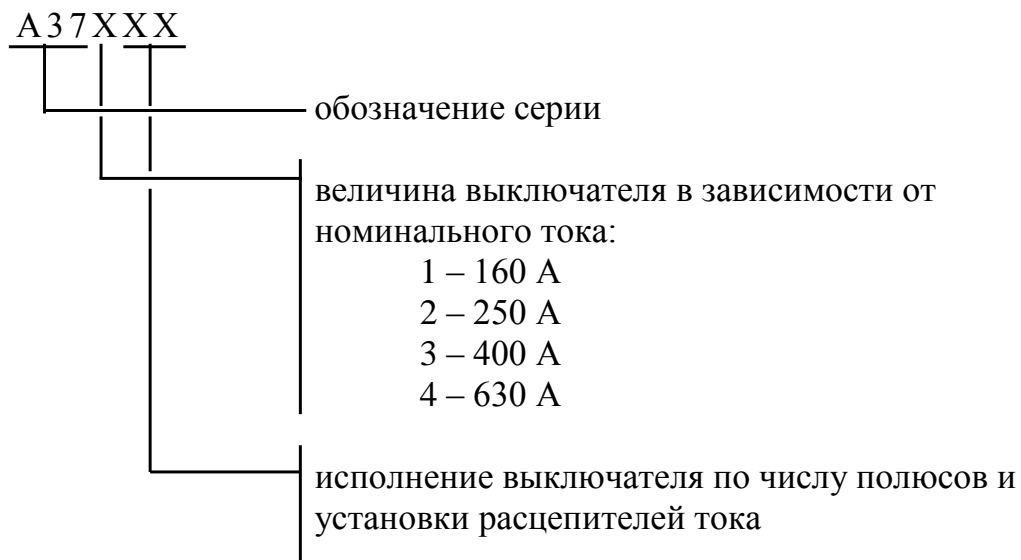 А37ХХХ
обозначение серии
величина выключателя в зависимости от
номинального тока:
1 – 160 А
2 – 250 А
3 – 400 А
4 – 630 А
исполнение выключателя по числу полюсов и
установки расцепителей тока